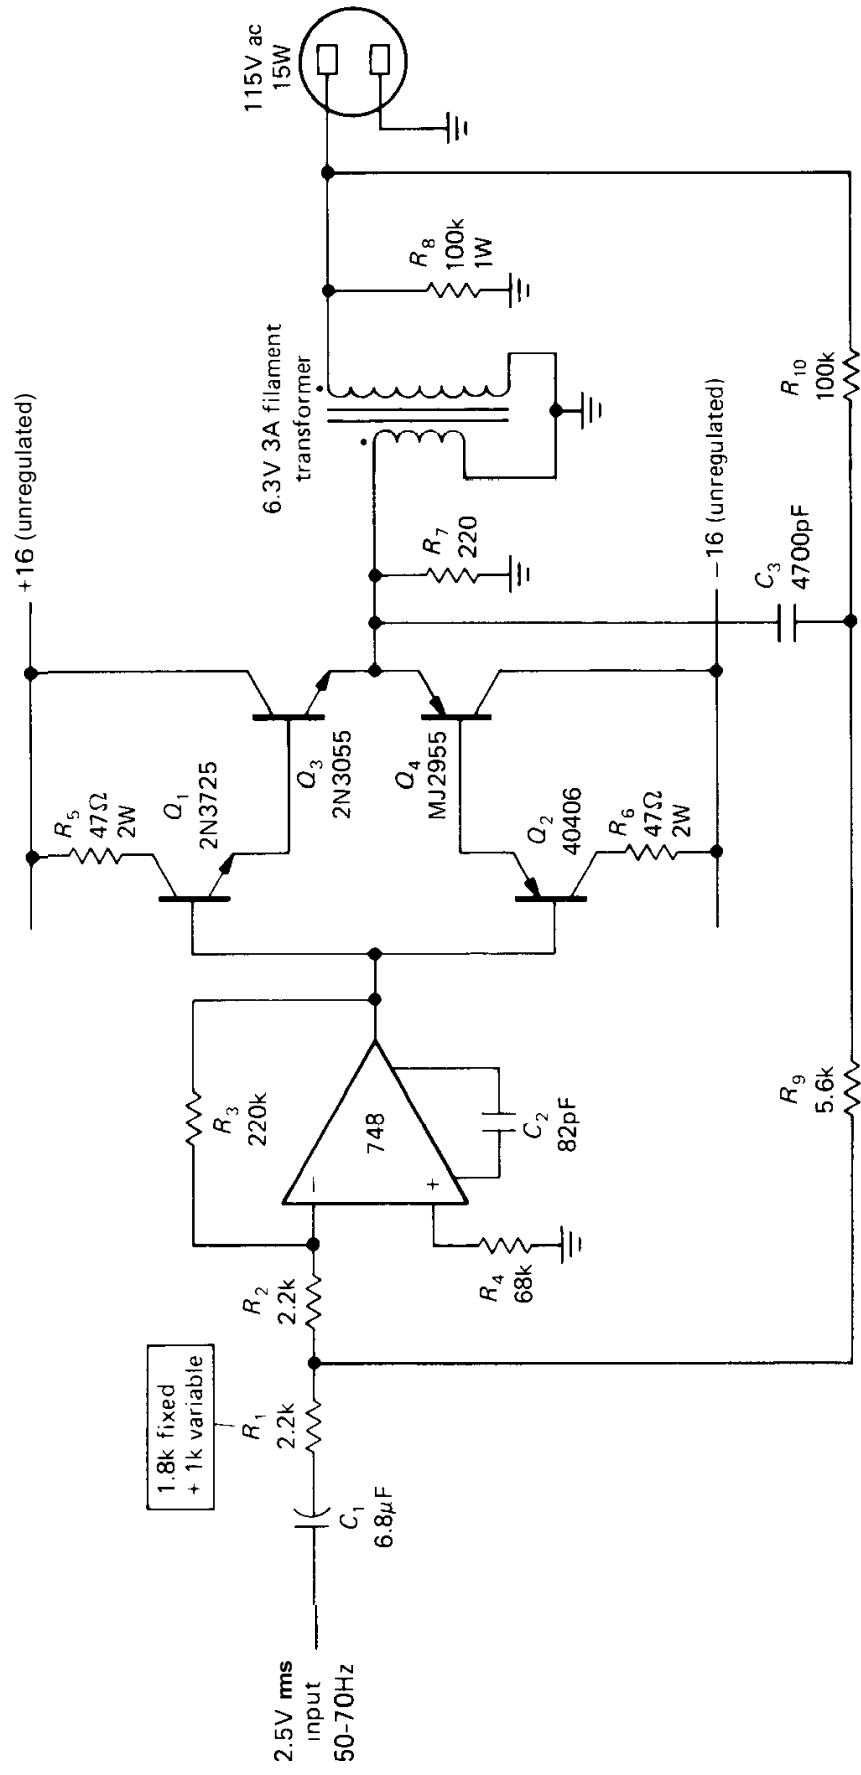 2.5V rms
input
50-70Hz
C1
6.8μF
1.8k fixed
+ 1k variable
R1
2.2k
R2
2.2k
R3
220k
−
+
748
R4
68k
C2
82pF
+16 (unregulated)
R5
47Ω
2W
Q1
2N3725
Q3
2N3055
Q4
MJ2955
Q2
40406
R6
47Ω
2W
−16 (unregulated)
R7
220
6.3V 3A filament
transformer
R8
100k
1W
115V ac
15W
C3
4700pF
R9
5.6k
R10
100k